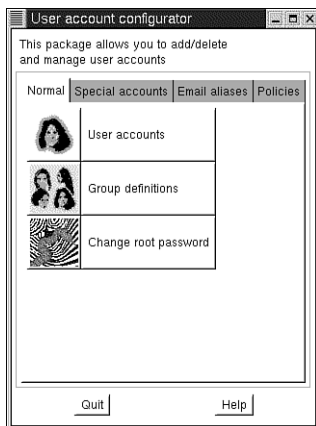 User account configurator
This package allows you to add/delete
and manage user accounts
Normal Special accounts Email aliases Policies
User accounts
Group definitions
Change root password
Quit Help